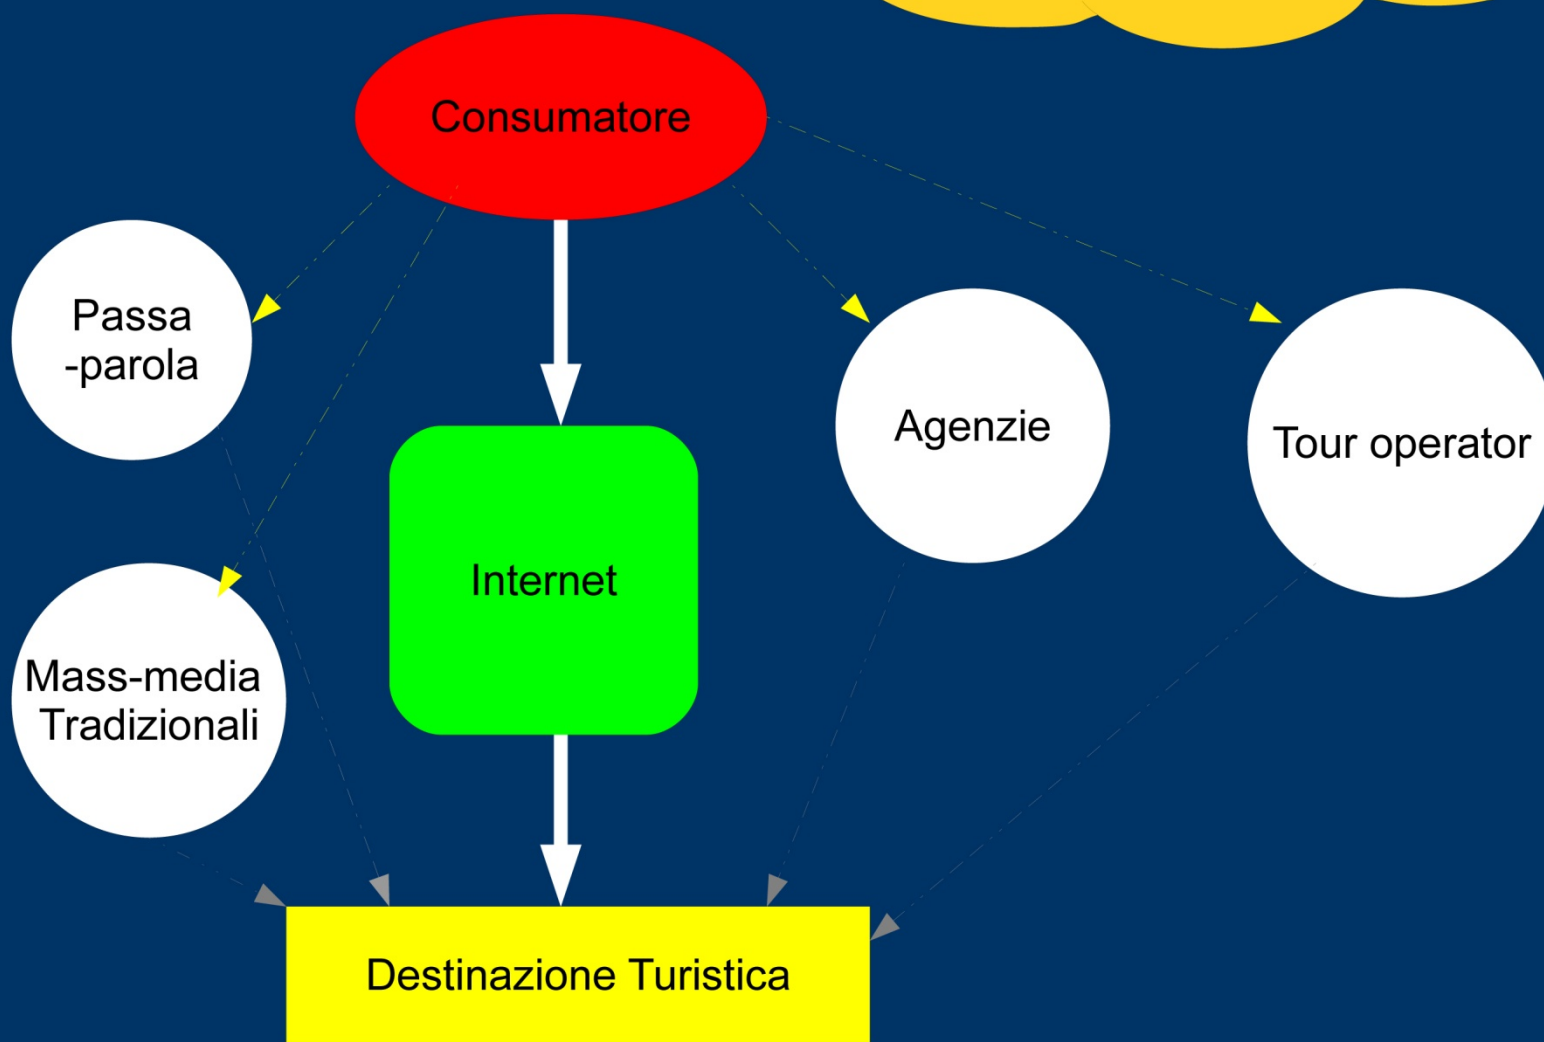 Consumatore
Passa
-parola
Agenzie
Tour operator
Internet
Mass-media
Tradizionali
Destinazione Turistica